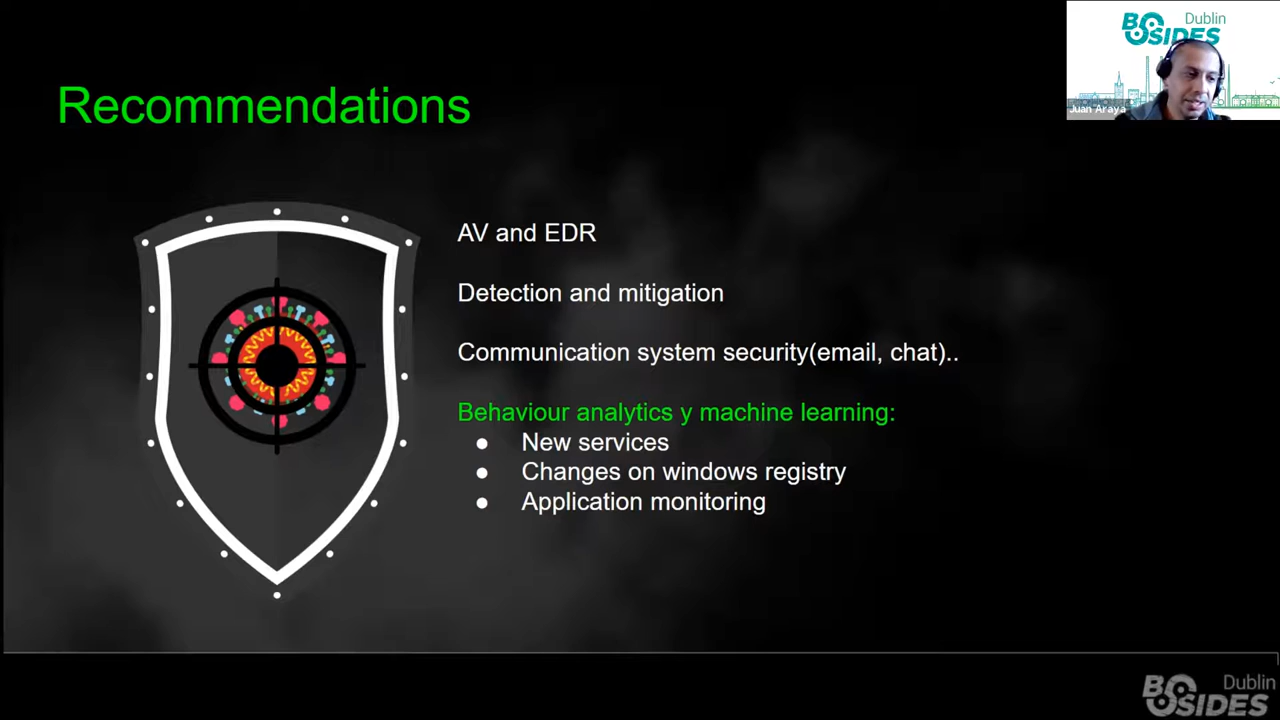 BSIDES Dublin
Juan Araya
Recommendations
AV and EDR
Detection and mitigation
Communication system security(email, chat)..
Behaviour analytics y machine learning:
● New services
● Changes on windows registry
● Application monitoring
BSIDES Dublin